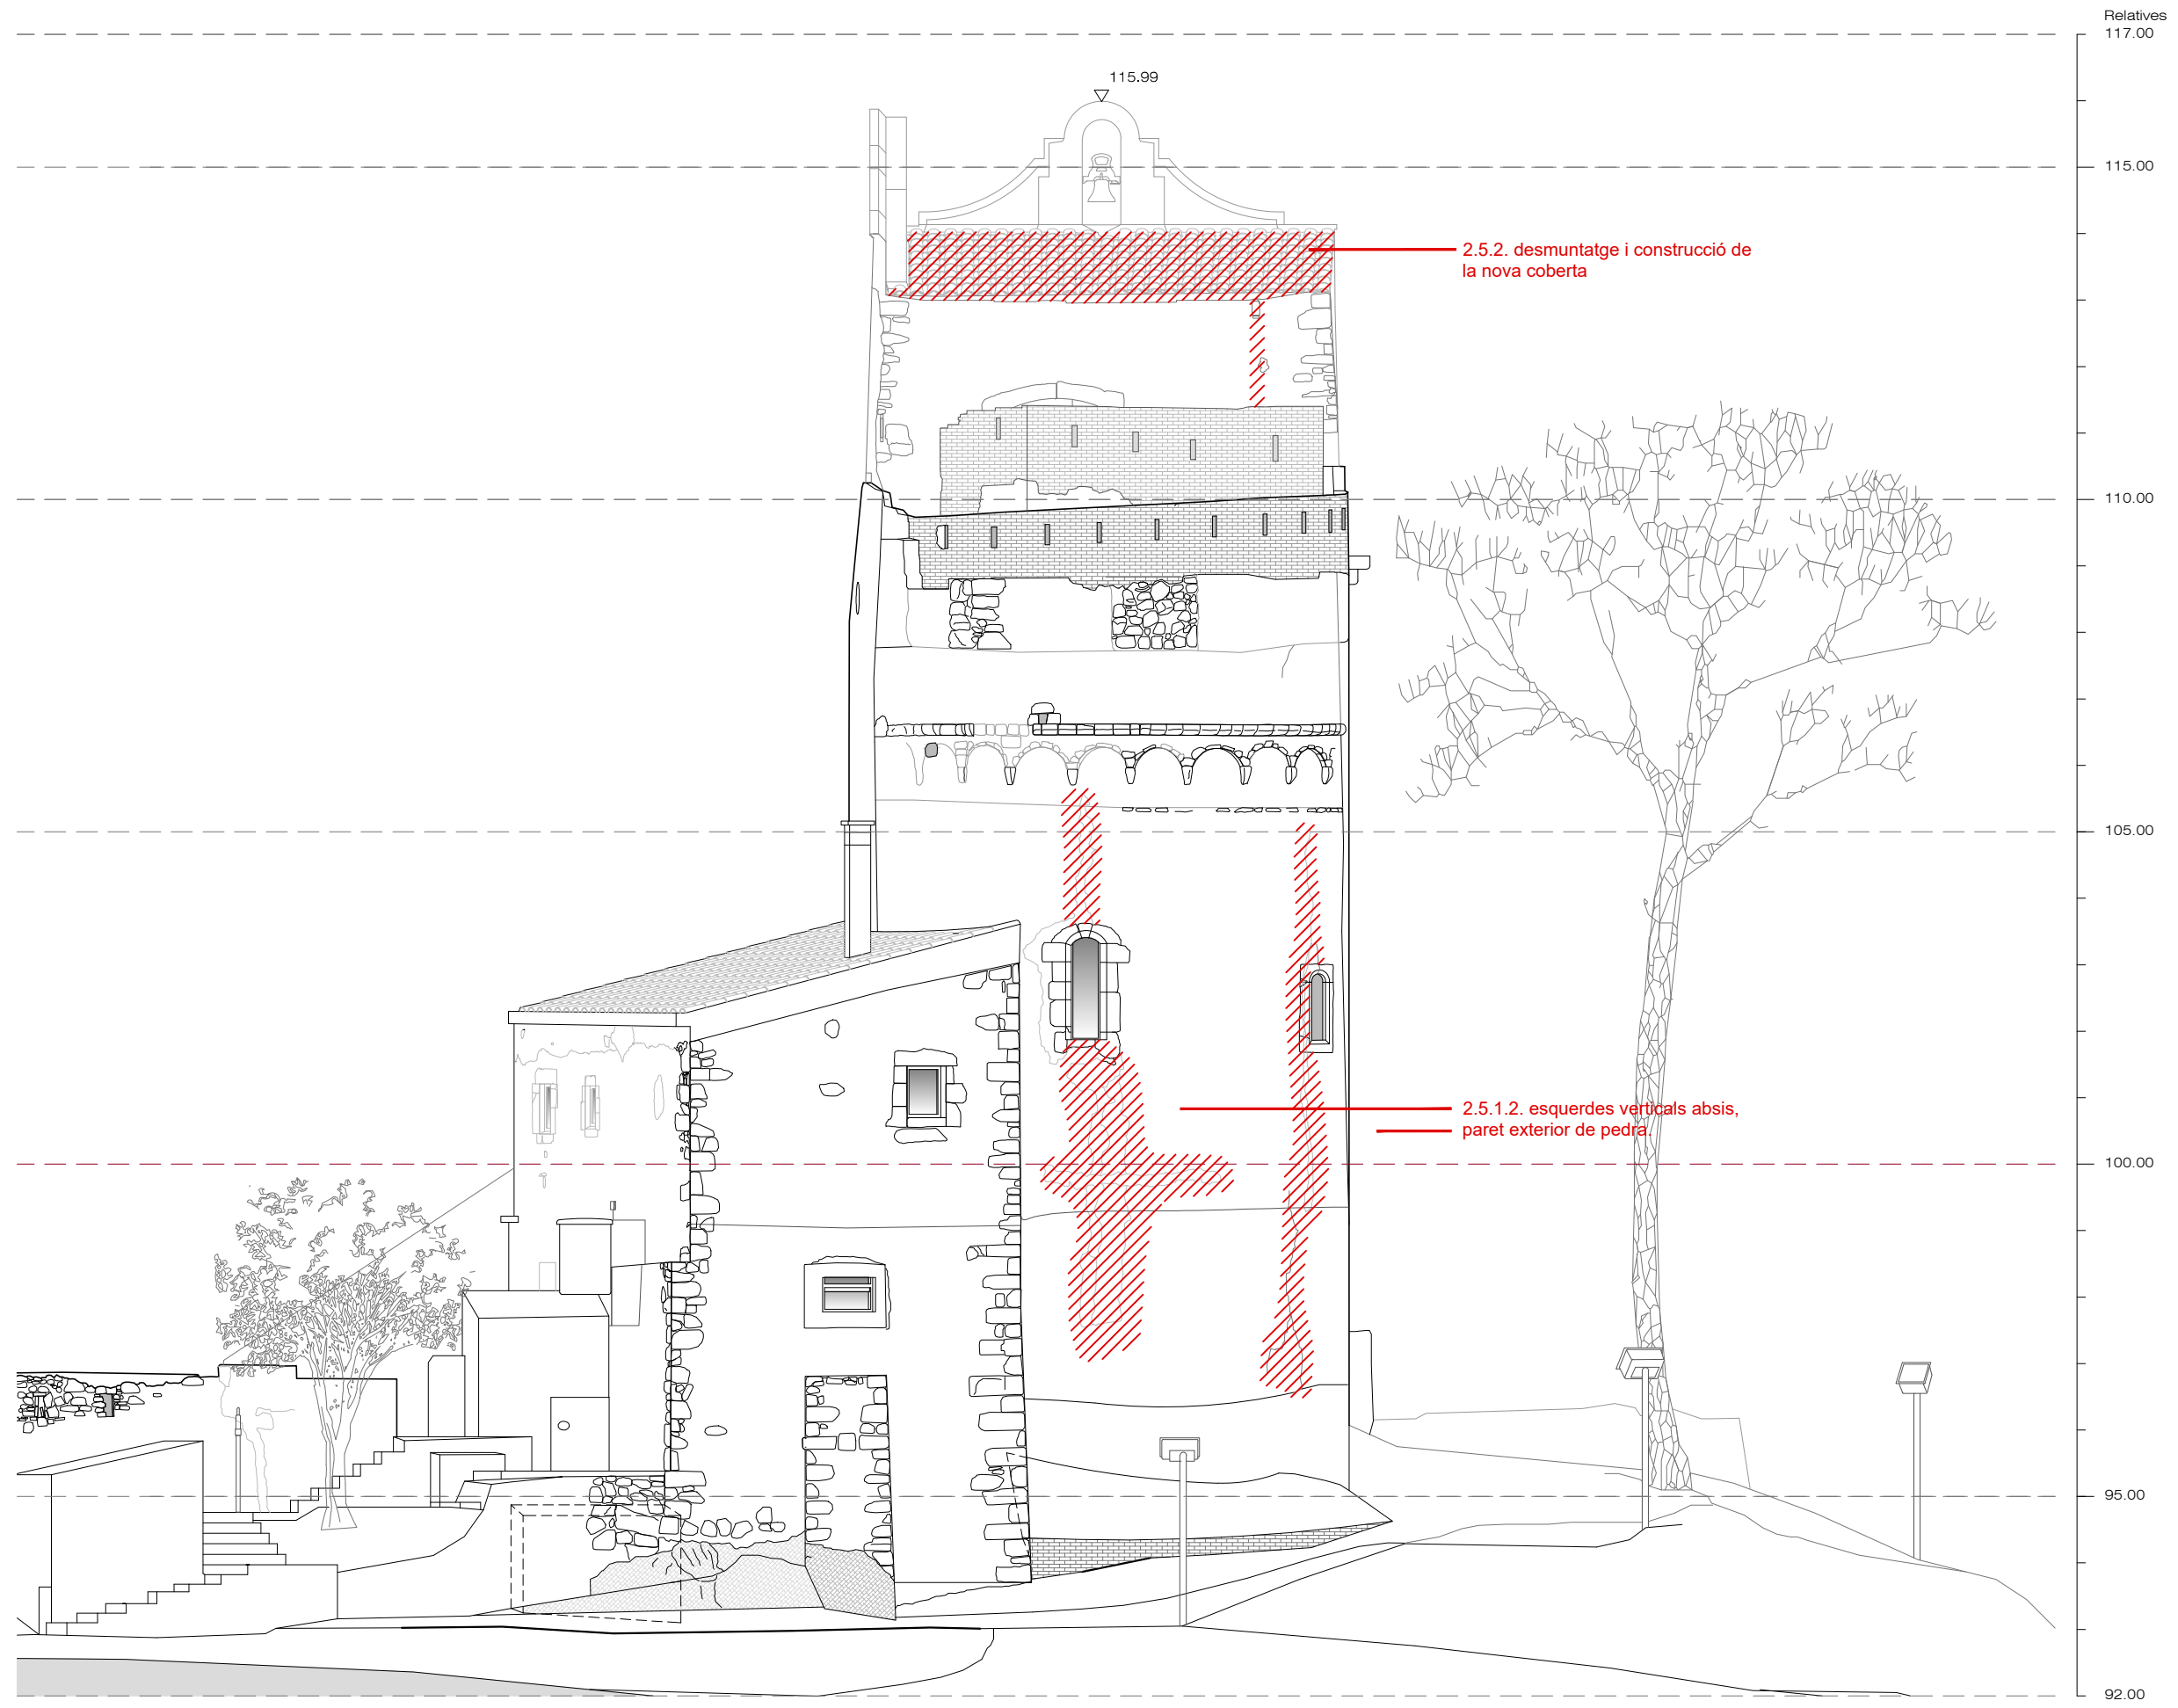 Relatives
117.00
115.99
115.00
2.5.2. desmuntatge i construcció de
la nova coberta
110.00
105.00
2.5.1.2. esquerdes verticals absis,
paret exterior de pedra.
100.00
95.00
92.00